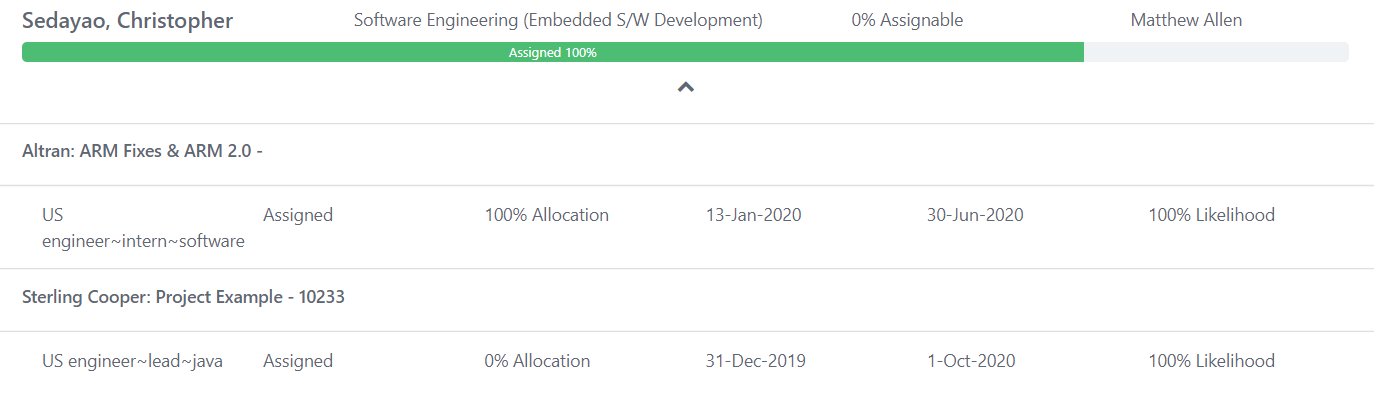 Sedayao, Christopher Software Engineering (Embedded S/W Development) 0% Assignable Matthew Allen
Assigned 100%
Altran: ARM Fixes & ARM 2.0 -
US Assigned 100% Allocation 13-Jan-2020 30-Jun-2020 100% Likelihood
engineer~intern~software
Sterling Cooper: Project Example - 10233
US engineer~lead~java Assigned 0% Allocation 31-Dec-2019 1-Oct-2020 100% Likelihood